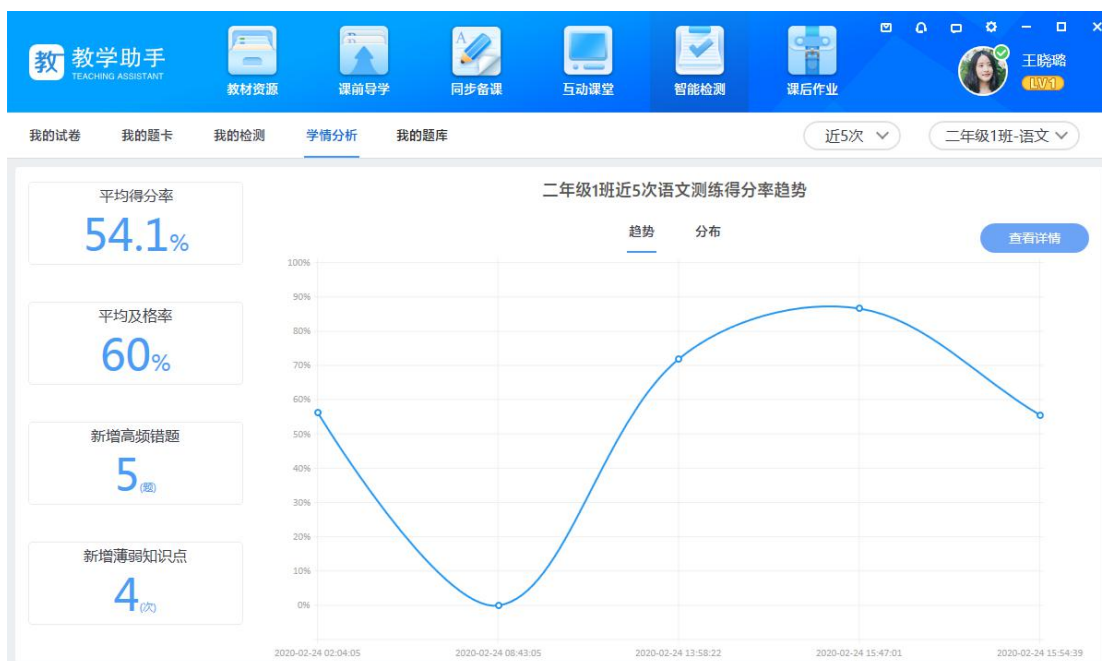 教 教学助手
TEACHING ASSISTANT
教材资源 课前导学 同步备课 互动课堂 智能检测 课后作业
王晓璐
LV.1
我的试卷 我的题卡 我的检测 学情分析 我的题库 近5次 二年级1班-语文
平均得分率
54.1%
平均及格率
60%
新增高频错题
5(题)
新增薄弱知识点
4(次)
二年级1班近5次语文测练得分率趋势
趋势 分布
查看详情
100%
90%
80%
70%
60%
50%
40%
30%
20%
10%
0%
2020-02-24 02:04:05 2020-02-24 08:43:05 2020-02-24 13:58:22 2020-02-24 15:47:01 2020-02-24 15:54:39